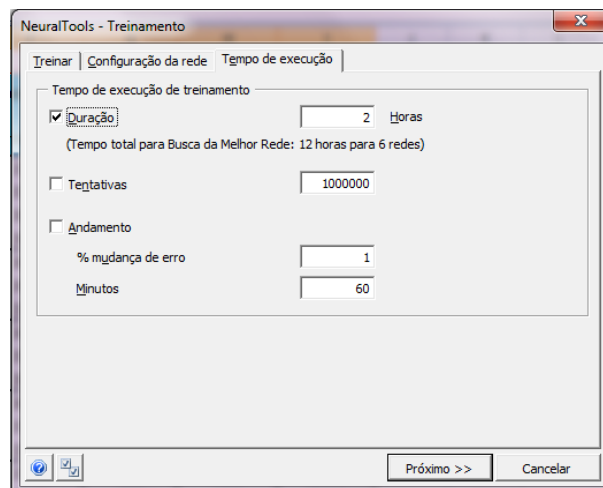 NeuralTools - Treinamento
Treinar Configuração da rede Tempo de execução
Tempo de execução de treinamento
Duração 2 Horas
(Tempo total para Busca da Melhor Rede: 12 horas para 6 redes)
Tentativas 1000000
Andamento
% mudança de erro 1
Minutos 60
Próximo >> Cancelar